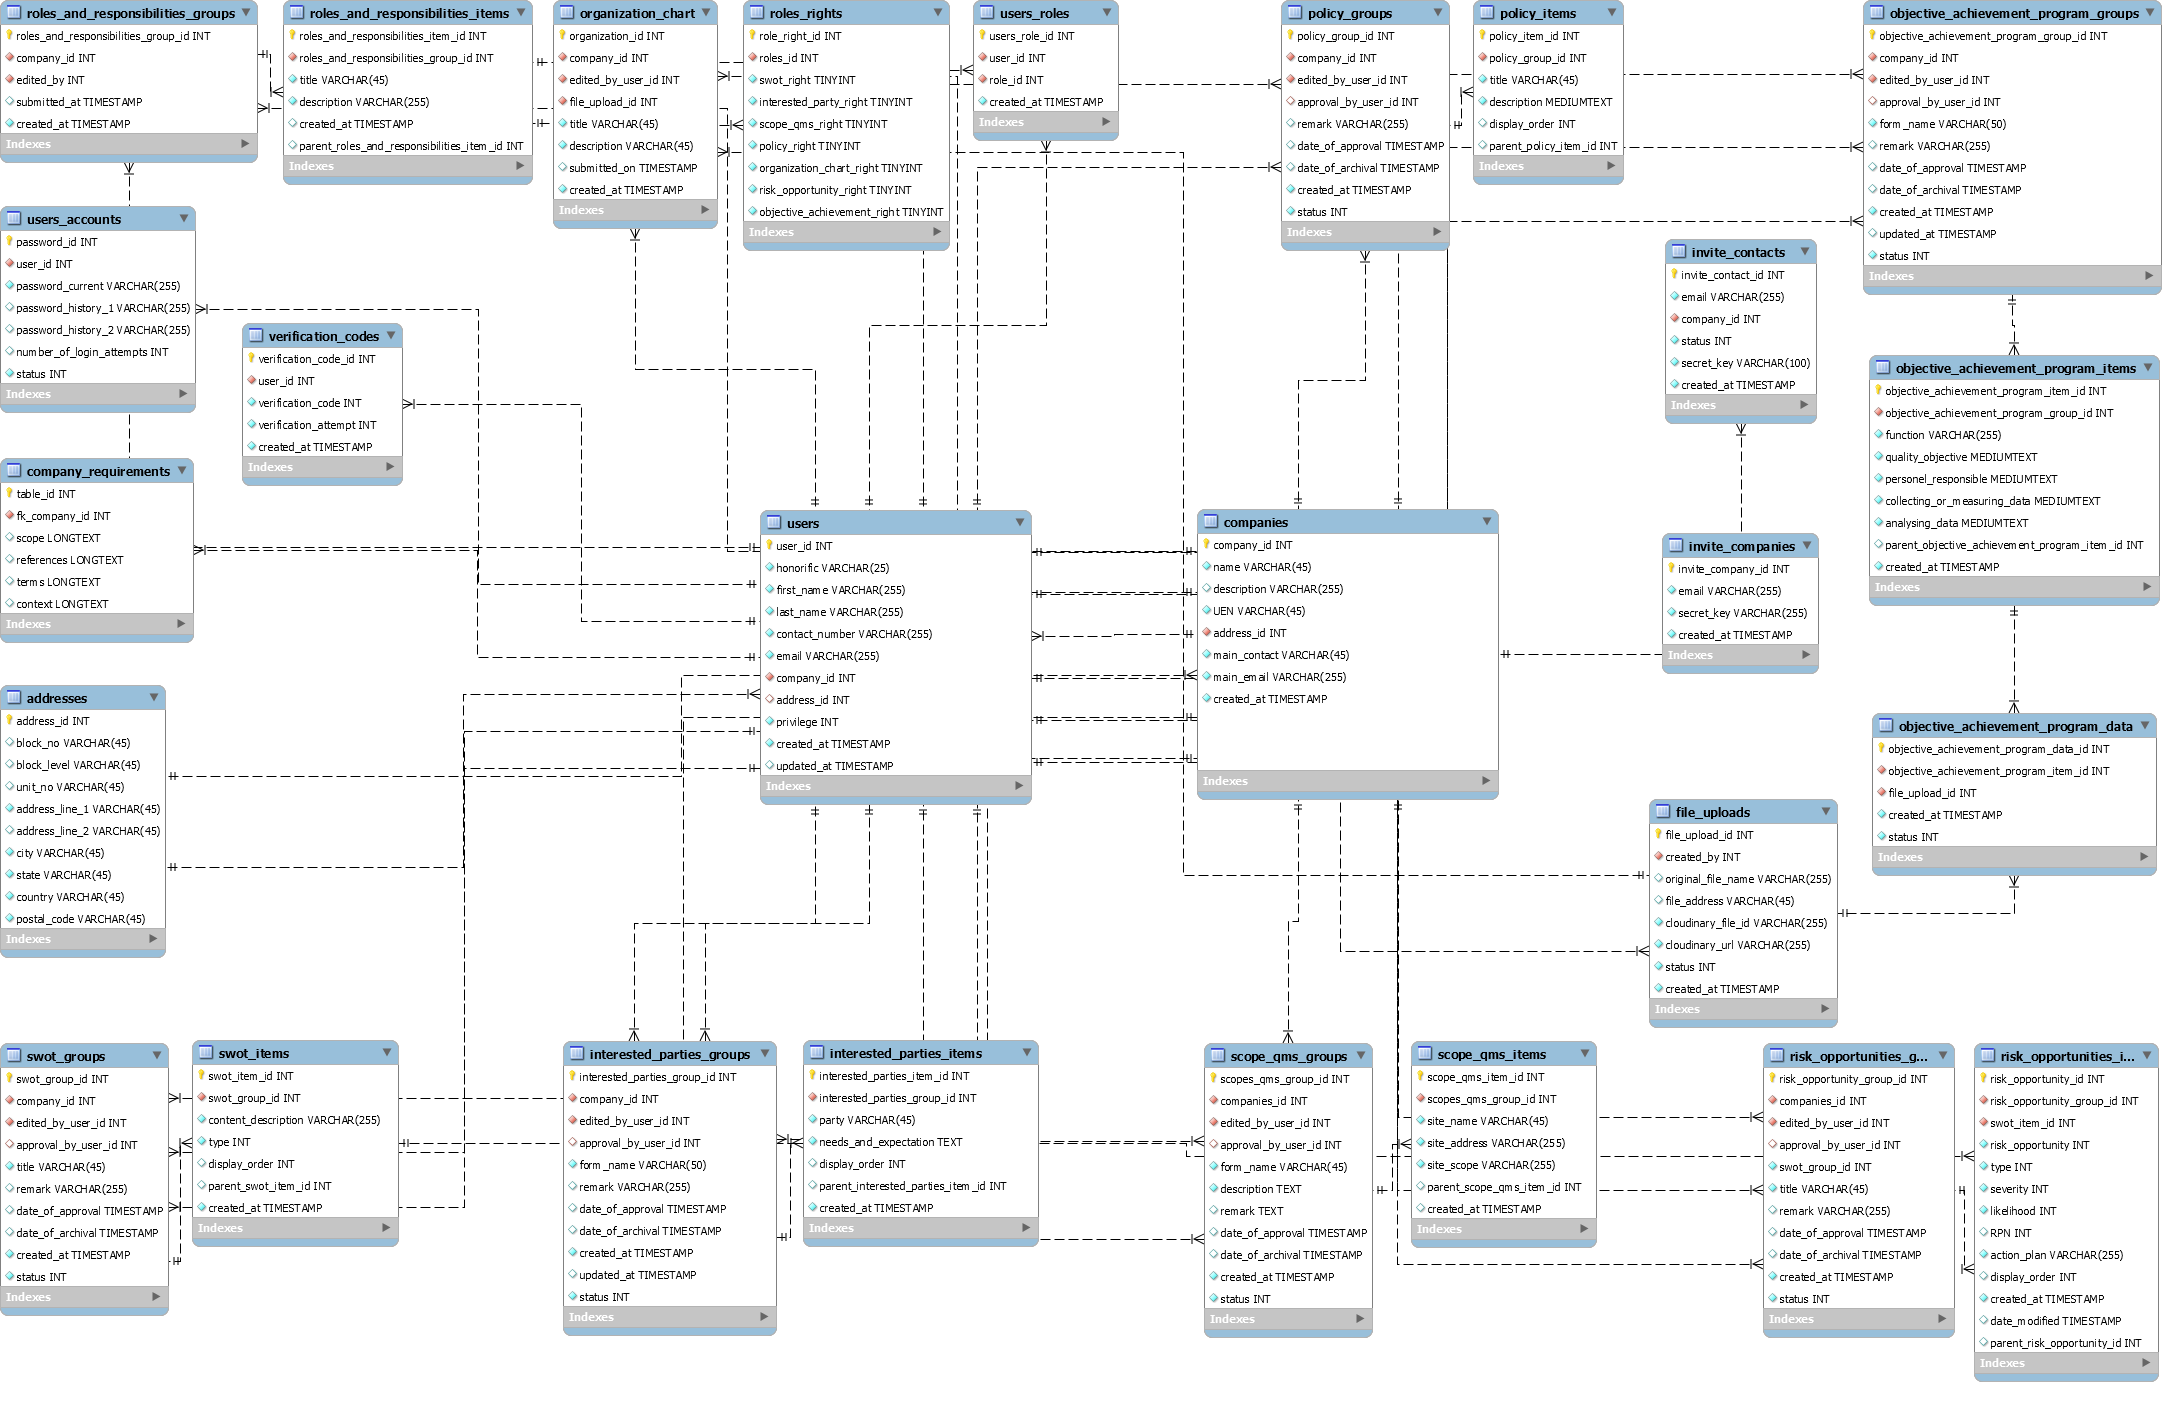 roles_and_responsibilities_groups
roles_and_responsibilities_group_id INT
company_id INT
edited_by INT
submitted_at TIMESTAMP
created_at TIMESTAMP
Indexes
roles_and_responsibilities_items
roles_and_responsibilities_item_id INT
roles_and_responsibilities_group_id INT
title VARCHAR(45)
description VARCHAR(255)
created_at TIMESTAMP
parent_roles_and_responsibilities_item_id INT
Indexes
organization_chart
organization_id INT
company_id INT
edited_by_user_id INT
file_upload_id INT
title VARCHAR(45)
description VARCHAR(45)
submitted_on TIMESTAMP
created_at TIMESTAMP
Indexes
roles_rights
role_right_id INT
roles_id INT
swot_right TINYINT
interested_party_right TINYINT
scope_qms_right TINYINT
policy_right TINYINT
organization_chart_right TINYINT
risk_opportunity_right TINYINT
objective_achievement_right TINYINT
Indexes
users_roles
users_role_id INT
user_id INT
role_id INT
created_at TIMESTAMP
Indexes
policy_groups
policy_group_id INT
company_id INT
edited_by_user_id INT
approval_by_user_id INT
remark VARCHAR(255)
date_of_approval TIMESTAMP
date_of_archival TIMESTAMP
created_at TIMESTAMP
status INT
Indexes
policy_items
policy_item_id INT
policy_group_id INT
title VARCHAR(45)
description MEDIUMTEXT
display_order INT
parent_policy_item_id INT
Indexes
objective_achievement_program_groups
objective_achievement_program_group_id INT
company_id INT
edited_by_user_id INT
approval_by_user_id INT
form_name VARCHAR(50)
remark VARCHAR(255)
date_of_approval TIMESTAMP
date_of_archival TIMESTAMP
created_at TIMESTAMP
updated_at TIMESTAMP
status INT
Indexes
users_accounts
password_id INT
user_id INT
password_current VARCHAR(255)
password_history_1 VARCHAR(255)
password_history_2 VARCHAR(255)
number_of_login_attempts INT
status INT
Indexes
verification_codes
verification_code_id INT
user_id INT
verification_code INT
verification_attempt INT
created_at TIMESTAMP
Indexes
invite_contacts
invite_contact_id INT
email VARCHAR(255)
company_id INT
status INT
secret_key VARCHAR(100)
created_at TIMESTAMP
Indexes
objective_achievement_program_items
objective_achievement_program_item_id INT
objective_achievement_program_group_id INT
function VARCHAR(255)
quality_objective MEDIUMTEXT
personel_responsible MEDIUMTEXT
collecting_or_measuring_data MEDIUMTEXT
analysing_data MEDIUMTEXT
parent_objective_achievement_program_item_id INT
created_at TIMESTAMP
Indexes
company_requirements
table_id INT
fk_company_id INT
scope LONGTEXT
references LONGTEXT
terms LONGTEXT
context LONGTEXT
Indexes
users
user_id INT
honorific VARCHAR(25)
first_name VARCHAR(255)
last_name VARCHAR(255)
contact_number VARCHAR(255)
email VARCHAR(255)
company_id INT
address_id INT
privilege INT
created_at TIMESTAMP
updated_at TIMESTAMP
Indexes
companies
company_id INT
name VARCHAR(45)
description VARCHAR(255)
UEN VARCHAR(45)
address_id INT
main_contact VARCHAR(45)
main_email VARCHAR(255)
created_at TIMESTAMP
Indexes
invite_companies
invite_company_id INT
email VARCHAR(255)
secret_key VARCHAR(255)
created_at TIMESTAMP
Indexes
addresses
address_id INT
block_no VARCHAR(45)
block_level VARCHAR(45)
unit_no VARCHAR(45)
address_line_1 VARCHAR(45)
address_line_2 VARCHAR(45)
city VARCHAR(45)
state VARCHAR(45)
country VARCHAR(45)
postal_code VARCHAR(45)
Indexes
objective_achievement_program_data
objective_achievement_program_data_id INT
objective_achievement_program_item_id INT
file_upload_id INT
created_at TIMESTAMP
status INT
Indexes
file_uploads
file_upload_id INT
created_by INT
original_file_name VARCHAR(255)
file_address VARCHAR(45)
cloudinary_file_id VARCHAR(255)
cloudinary_url VARCHAR(255)
status INT
created_at TIMESTAMP
Indexes
swot_groups
swot_group_id INT
company_id INT
edited_by_user_id INT
approval_by_user_id INT
title VARCHAR(45)
remark VARCHAR(255)
date_of_approval TIMESTAMP
date_of_archival TIMESTAMP
created_at TIMESTAMP
status INT
Indexes
swot_items
swot_item_id INT
swot_group_id INT
content_description VARCHAR(255)
type INT
display_order INT
parent_swot_item_id INT
created_at TIMESTAMP
Indexes
interested_parties_groups
interested_parties_group_id INT
company_id INT
edited_by_user_id INT
approval_by_user_id INT
form_name VARCHAR(50)
remark VARCHAR(255)
date_of_approval TIMESTAMP
date_of_archival TIMESTAMP
created_at TIMESTAMP
updated_at TIMESTAMP
status INT
Indexes
interested_parties_items
interested_parties_item_id INT
interested_parties_group_id INT
party VARCHAR(45)
needs_and_expectation TEXT
display_order INT
parent_interested_parties_item_id INT
created_at TIMESTAMP
Indexes
scope_qms_groups
scopes_qms_group_id INT
companies_id INT
edited_by_user_id INT
approval_by_user_id INT
form_name VARCHAR(45)
description TEXT
remark TEXT
date_of_approval TIMESTAMP
date_of_archival TIMESTAMP
created_at TIMESTAMP
status INT
Indexes
scope_qms_items
scope_qms_item_id INT
scopes_qms_group_id INT
site_name VARCHAR(45)
site_address VARCHAR(255)
site_scope VARCHAR(255)
parent_scope_qms_item_id INT
created_at TIMESTAMP
Indexes
risk_opportunities_g...
risk_opportunity_group_id INT
companies_id INT
edited_by_user_id INT
approval_by_user_id INT
swot_group_id INT
title VARCHAR(45)
remark VARCHAR(255)
date_of_approval TIMESTAMP
date_of_archival TIMESTAMP
created_at TIMESTAMP
status INT
Indexes
risk_opportunities_i...
risk_opportunity_id INT
risk_opportunity_group_id INT
swot_item_id INT
risk_opportunity INT
type INT
severity INT
likelihood INT
RPN INT
action_plan VARCHAR(255)
display_order INT
created_at TIMESTAMP
date_modified TIMESTAMP
parent_risk_opportunity_id INT
Indexes